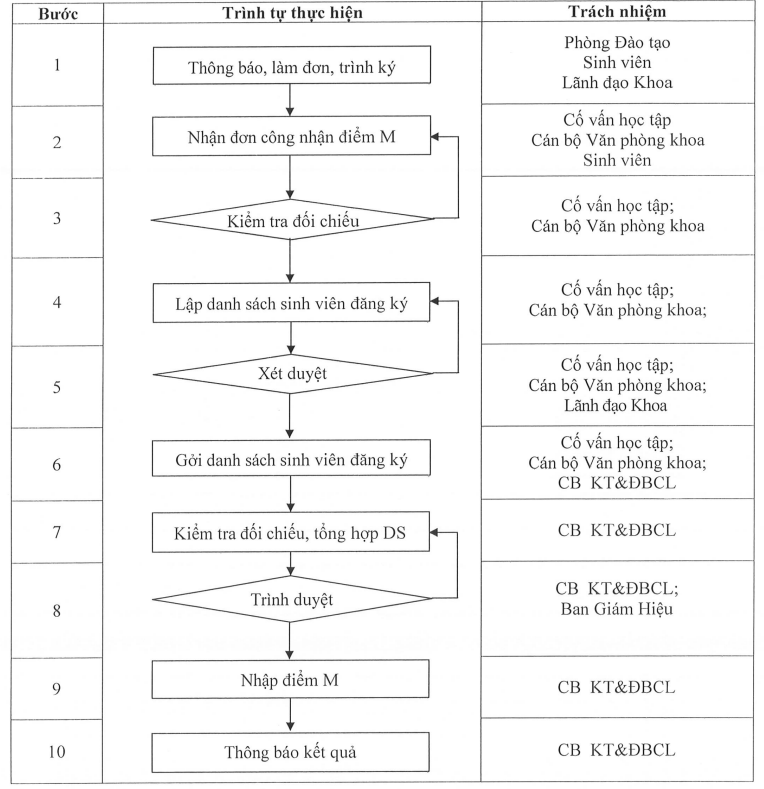 Bước Trình tự thực hiện Trách nhiệm
1 Thông báo, làm đơn, trình ký
Phòng Đào tạo
Sinh viên
Lãnh đạo Khoa
2 Nhận đơn công nhận điểm M
Cố vấn học tập
Cán bộ Văn phòng khoa
Sinh viên
3 Kiểm tra đối chiếu
Cố vấn học tập;
Cán bộ Văn phòng khoa
4 Lập danh sách sinh viên đăng ký
Cố vấn học tập;
Cán bộ Văn phòng khoa;
5 Xét duyệt
Cố vấn học tập;
Cán bộ Văn phòng khoa;
Lãnh đạo Khoa
6 Gởi danh sách sinh viên đăng ký
Cố vấn học tập;
Cán bộ Văn phòng khoa;
CB KT&ĐBCL
7 Kiểm tra đối chiếu, tổng hợp DS
CB KT&ĐBCL
8 Trình duyệt
CB KT&ĐBCL;
Ban Giám Hiệu
9 Nhập điểm M
CB KT&ĐBCL
10 Thông báo kết quả
CB KT&ĐBCL